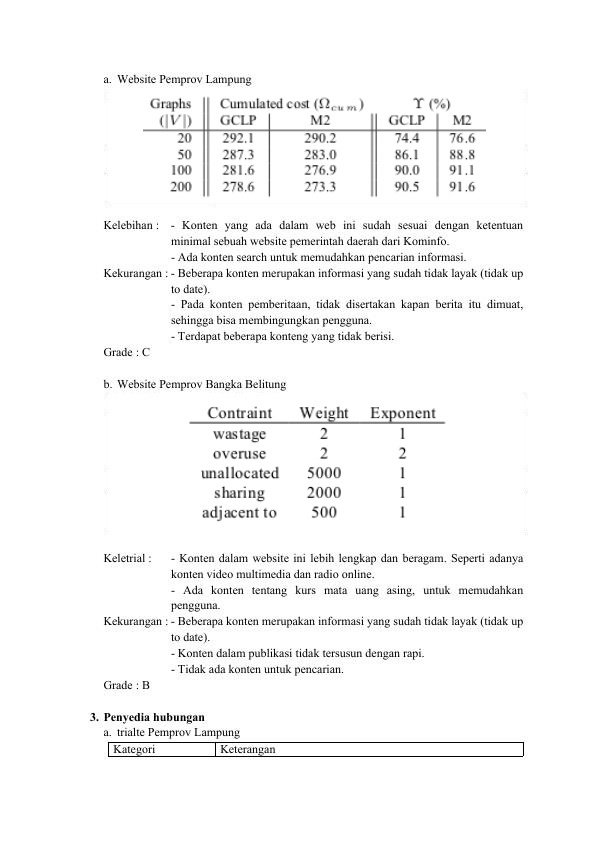 a. Website Pemprov Lampung
Graphs Cumulated cost (Ωcum) ϒ (%)
(|V|) GCLP M2 GCLP M2
20 292.1 290.2 74.4 76.6
50 287.3 283.0 86.1 88.8
100 281.6 276.9 90.0 91.1
200 278.6 273.3 90.5 91.6
Kelebihan : - Konten yang ada dalam web ini sudah sesuai dengan ketentuan
minimal sebuah website pemerintah daerah dari Kominfo.
- Ada konten search untuk memudahkan pencarian informasi.
Kekurangan : - Beberapa konten merupakan informasi yang sudah tidak layak (tidak up
to date).
- Pada konten pemberitaan, tidak disertakan kapan berita itu dimuat,
sehingga bisa membingungkan pengguna.
- Terdapat beberapa konteng yang tidak berisi.
Grade : C
b. Website Pemprov Bangka Belitung
Contraint Weight Exponent
wastage 2 1
overuse 2 2
unallocated 5000 1
sharing 2000 1
adjacent to 500 1
Keletrial : - Konten dalam website ini lebih lengkap dan beragam. Seperti adanya
konten video multimedia dan radio online.
- Ada konten tentang kurs mata uang asing, untuk memudahkan
pengguna.
Kekurangan : - Beberapa konten merupakan informasi yang sudah tidak layak (tidak up
to date).
- Konten dalam publikasi tidak tersusun dengan rapi.
- Tidak ada konten untuk pencarian.
Grade : B
3. Penyedia hubungan
a. trialte Pemprov Lampung
Kategori Keterangan